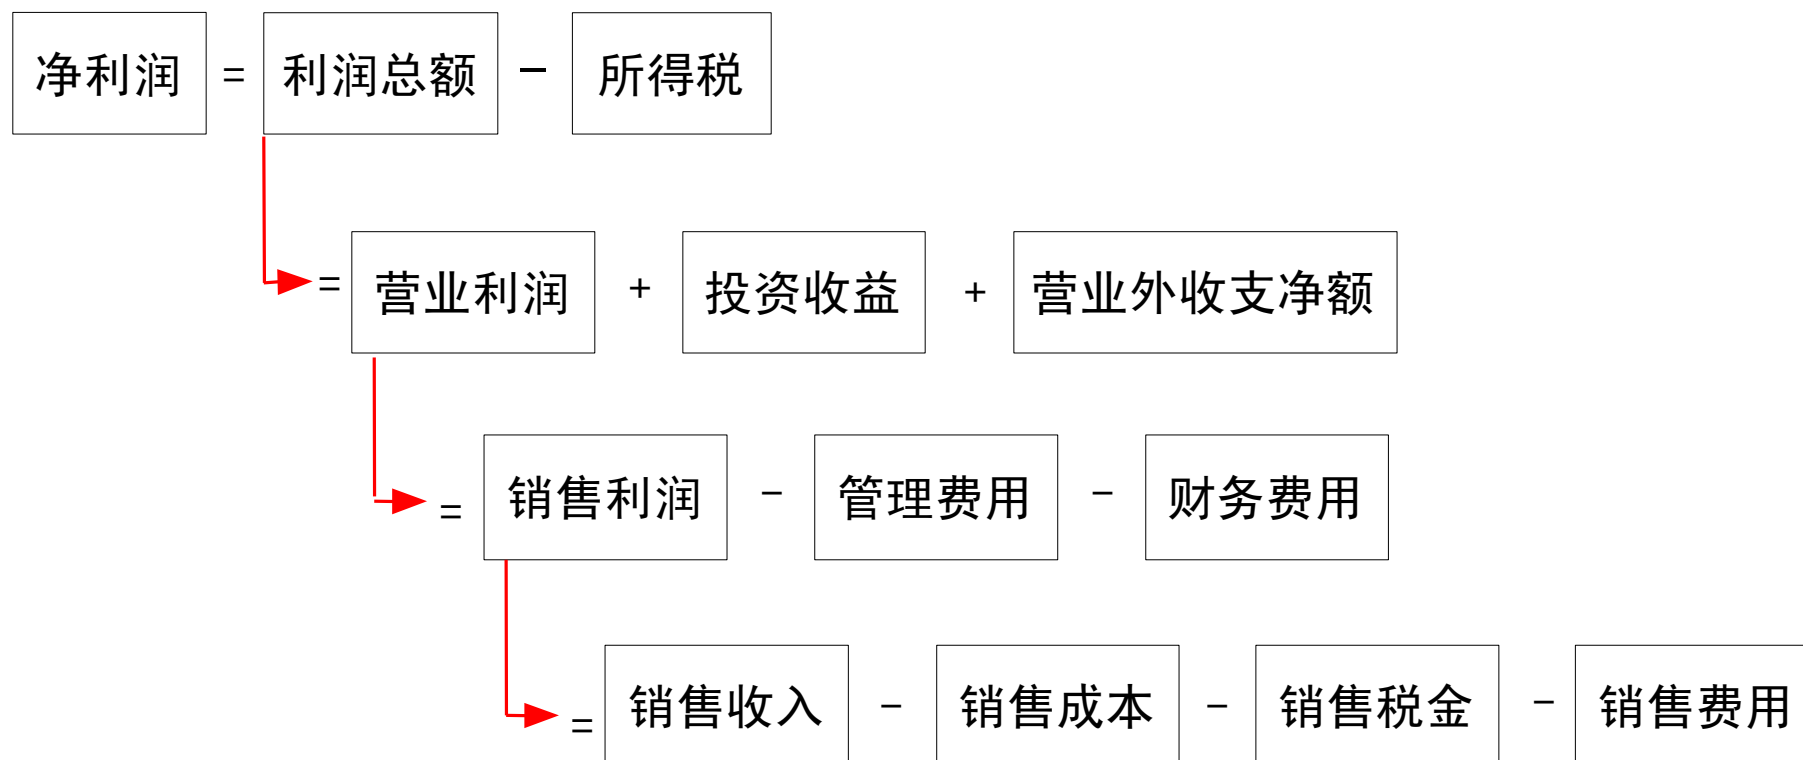 净利润 = 利润总额 － 所得税
= 营业利润 + 投资收益 + 营业外收支净额
= 销售利润 － 管理费用 － 财务费用
= 销售收入 － 销售成本 － 销售税金 － 销售费用